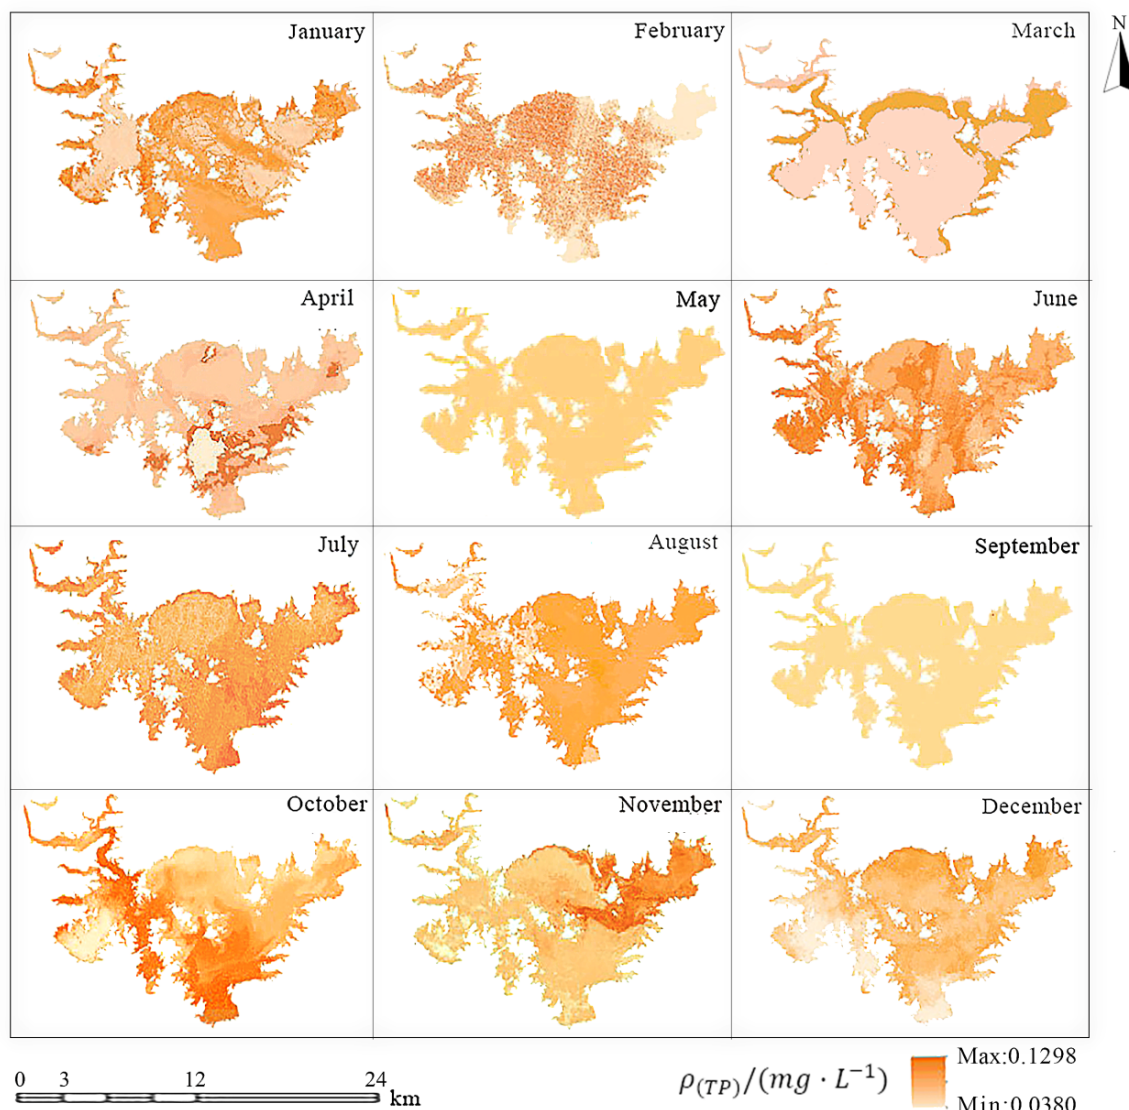 January
February
March
N
April
May
June
July
August
September
October
November
December
0 3 12 24 km
ρ(TP)/(mg · L⁻¹)
Max:0.1298
Min:0.0380